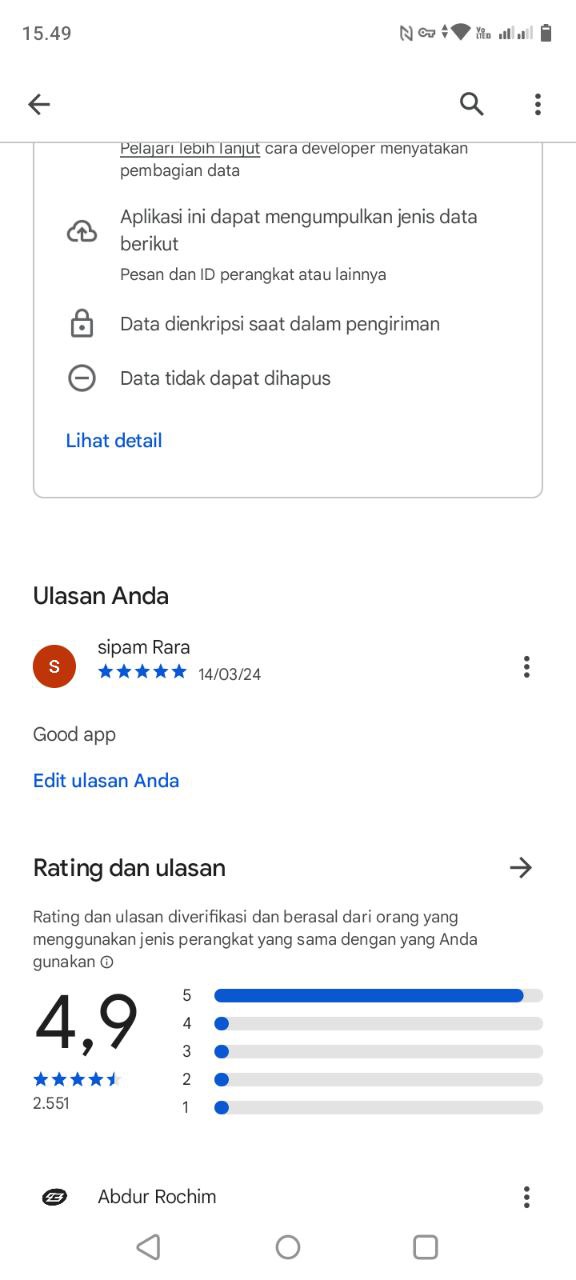 15.49
Pelajari lebih lanjut cara developer menyatakan
pembagian data
Aplikasi ini dapat mengumpulkan jenis data
berikut
Pesan dan ID perangkat atau lainnya
Data dienkripsi saat dalam pengiriman
Data tidak dapat dihapus
Lihat detail
Ulasan Anda
S
sipam Rara
14/03/24
Good app
Edit ulasan Anda
Rating dan ulasan
Rating dan ulasan diverifikasi dan berasal dari orang yang
menggunakan jenis perangkat yang sama dengan yang Anda
gunakan
4,9
2.551
5
4
3
2
1
Abdur Rochim